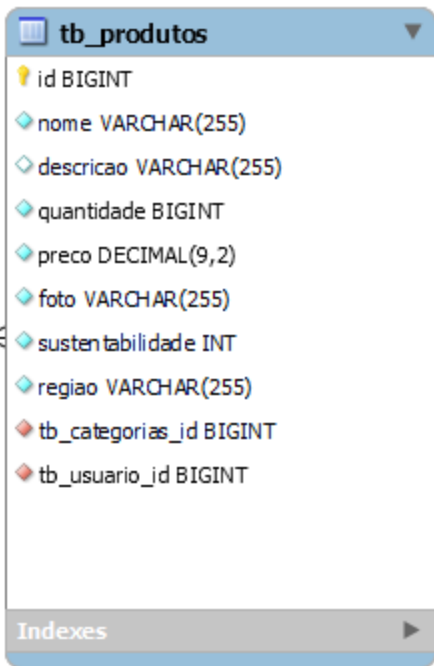 tb_produtos
id BIGINT
nome VARCHAR(255)
descricao VARCHAR(255)
quantidade BIGINT
preco DECIMAL(9,2)
foto VARCHAR(255)
sustentabilidade INT
regiao VARCHAR(255)
tb_categorias_id BIGINT
tb_usuario_id BIGINT
Indexes